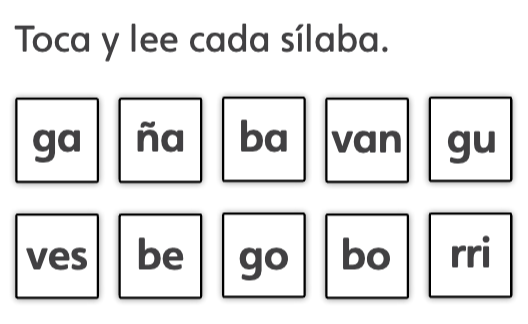 Toca y lee cada sílaba.
ga ña ba van gu
ves be go bo rri